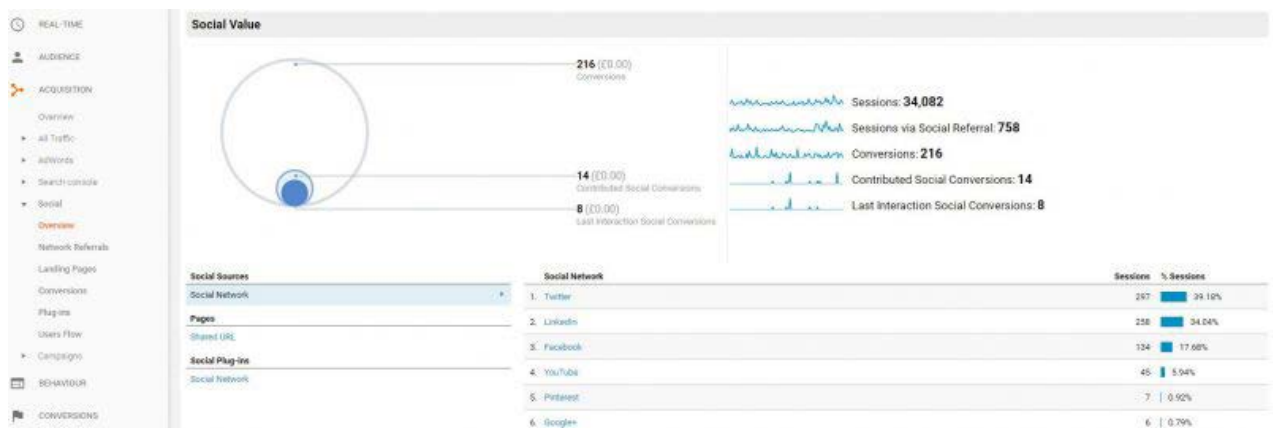 REAL-TIME
AUDIENCE
ACQUISITION
Overview
All Traffic
AdWords
Search console
Social
Overview
Network Referrals
Landing Pages
Conversions
Plug-ins
Users Flow
Campaigns
BEHAVIOUR
CONVERSIONS
Social Value
216 (£0.00)
Conversions
14 (£0.00)
Contributed Social Conversions
8 (£0.00)
Last Interaction Social Conversions
Sessions: 34,082
Sessions via Social Referral: 758
Conversions: 216
Contributed Social Conversions: 14
Last Interaction Social Conversions: 8
Social Sources
Social Network
Pages
Shared URL
Social Plug-ins
Social Network
Social Network Sessions % Sessions
1. Twitter 297 39.18%
2. LinkedIn 258 34.04%
3. Facebook 134 17.68%
4. YouTube 45 5.94%
5. Pinterest 7 0.92%
6. Google+ 6 0.79%